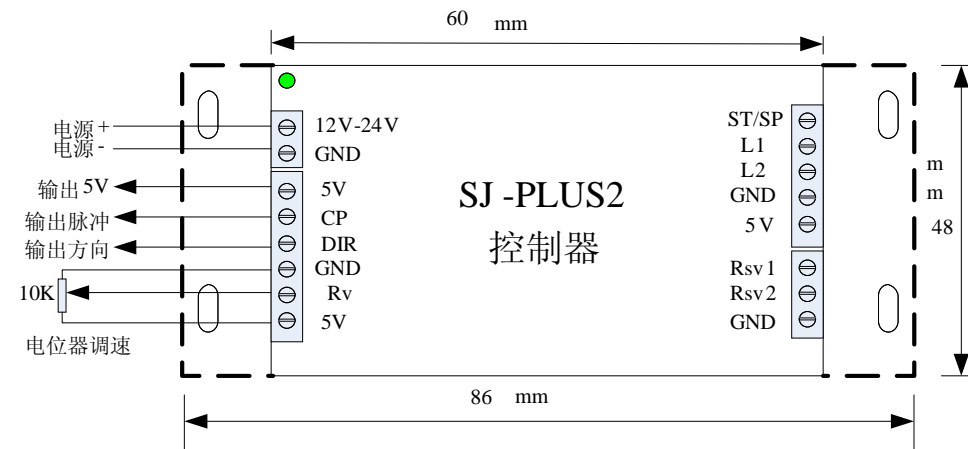 60 mm
电源+
电源-
输出5V
输出脉冲
输出方向
10K
电位器调速
12V-24V
GND
5V
CP
DIR
GND
Rv
5V
SJ-PLUS2
控制器
ST/SP
L1
L2
GND
5V
Rsv1
Rsv2
GND
m
m
48
86 mm